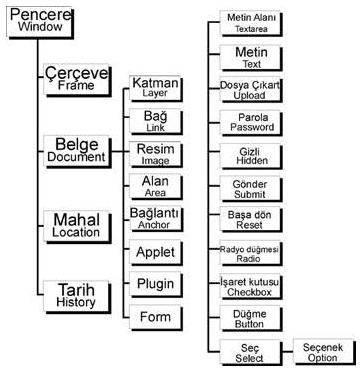 Pencere
Window
Çerçeve
Frame
Belge
Document
Mahal
Location
Tarih
History
Katman
Layer
Bağ
Link
Resim
Image
Alan
Area
Bağlantı
Anchor
Applet
Plugin
Form
Metin Alanı
Textarea
Metin
Text
Dosya Çıkart
Upload
Parola
Password
Gizli
Hidden
Gönder
Submit
Başa dön
Reset
Radyo düğmesi
Radio
İşaret kutusu
Checkbox
Düğme
Button
Seç
Select
Seçenek
Option